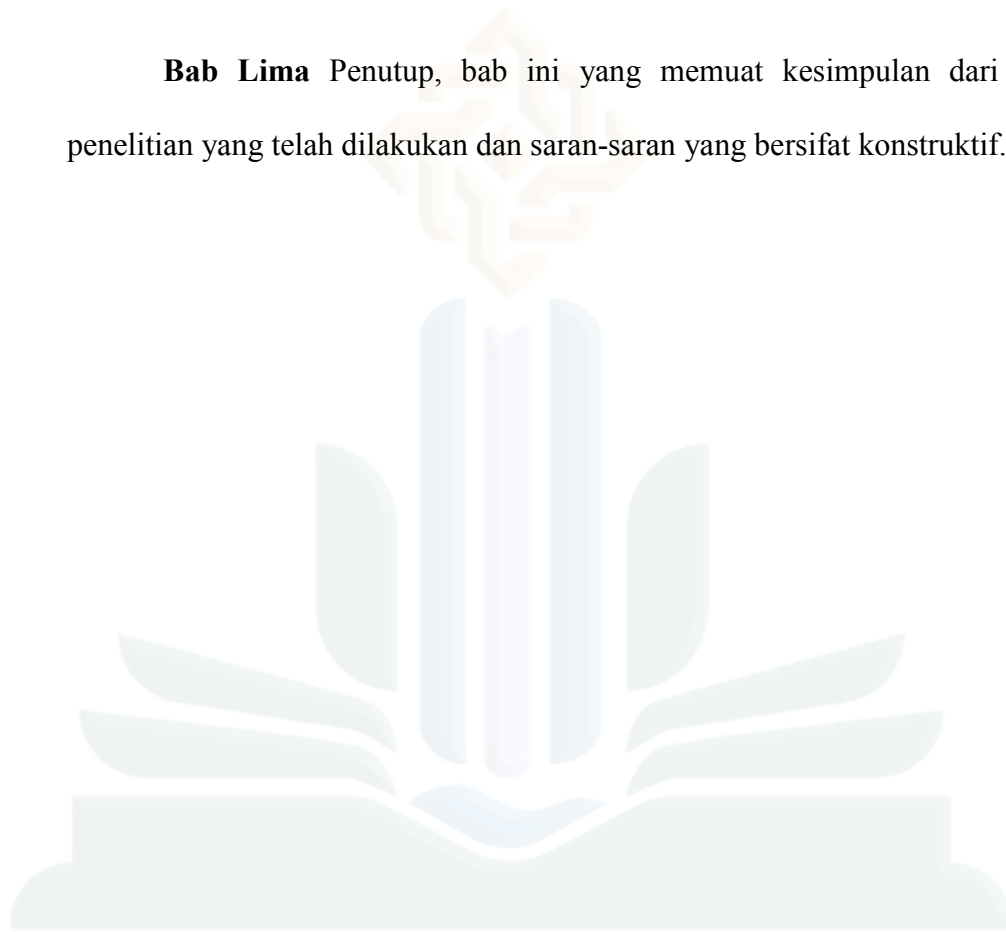 Bab Lima Penutup, bab ini yang memuat kesimpulan dari
penelitian yang telah dilakukan dan saran-saran yang bersifat konstruktif.